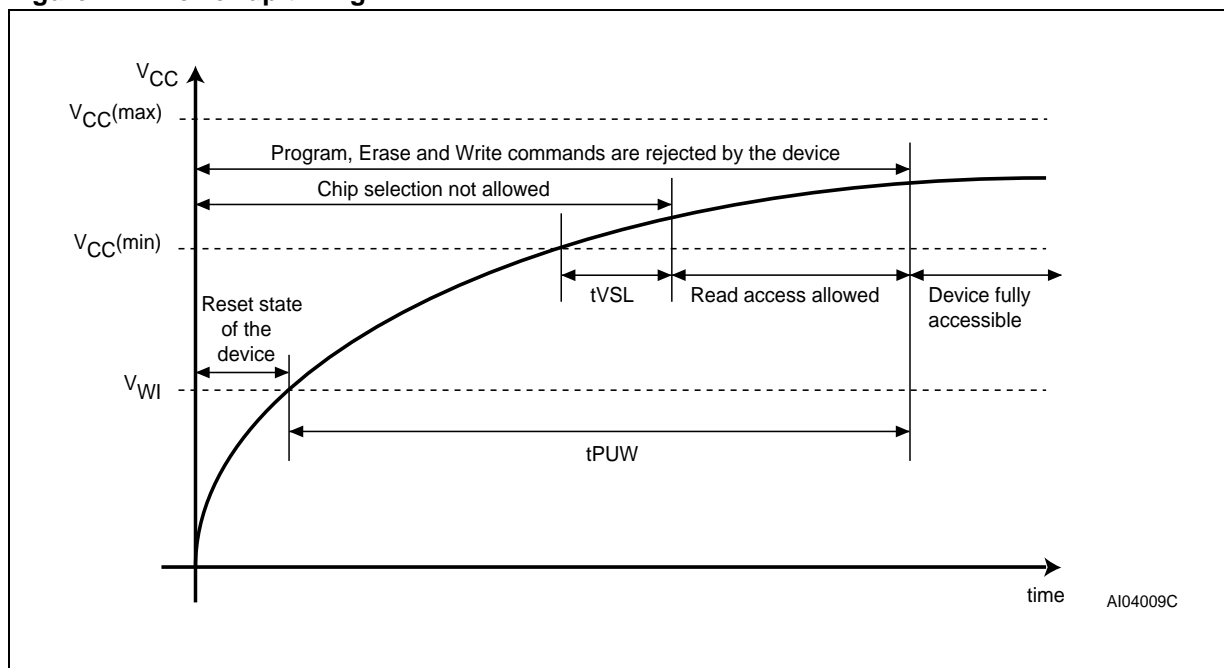 VCC
VCC(max)
Program, Erase and Write commands are rejected by the device
Chip selection not allowed
VCC(min)
tVSL
Read access allowed
Device fully
accessible
Reset state
of the
device
VWI
tPUW
time
AI04009C